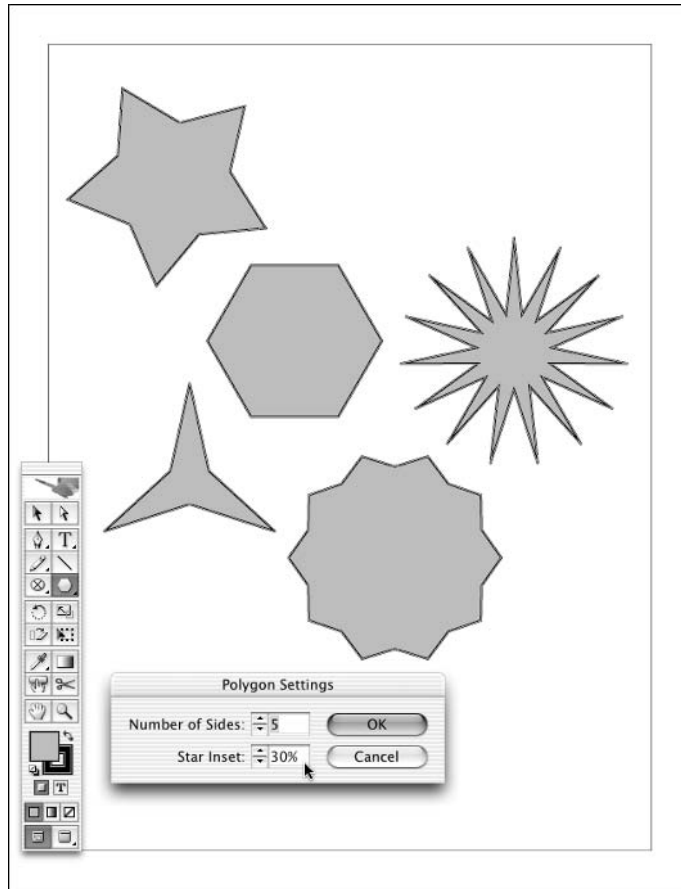 T
Polygon Settings
Number of Sides: 5
OK
Star Inset: 30%
Cancel
T